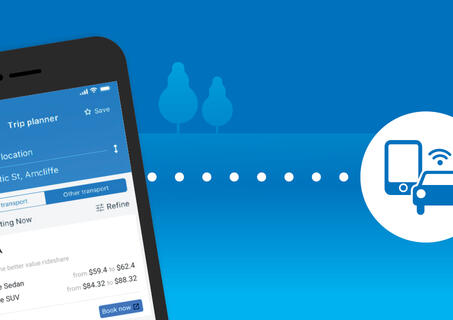 Trip planner
Save
location
tic St, Arncliffe
transport
Other transport
ting Now
Refine
A
he better value rideshare
e Sedan from $59.4 to $62.4
e SUV from $84.32 to $88.32
Book now